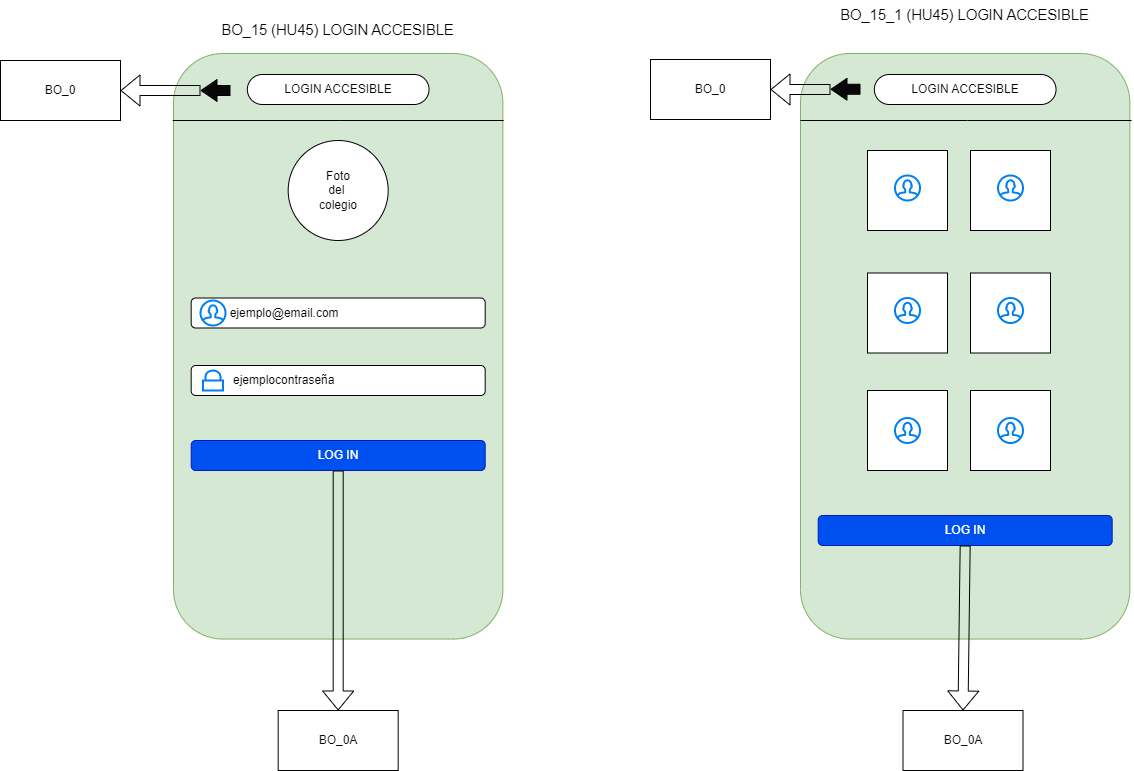 BO_15 (HU45) LOGIN ACCESIBLE
BO_0
LOGIN ACCESIBLE
Foto
del
colegio
ejemplo@email.com
ejemplocontraseña
LOG IN
BO_0A
BO_15_1 (HU45) LOGIN ACCESIBLE
BO_0
LOGIN ACCESIBLE
LOG IN
BO_0A